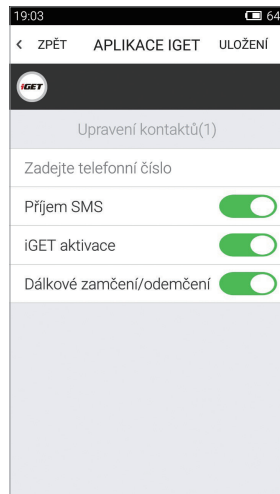 19:03
64
ZPĚT APLIKACE IGET ULOŽENÍ
iGET
Upravení kontaktů(1)
Zadejte telefonní číslo
Příjem SMS
iGET aktivace
Dálkové zamčení/odemčení